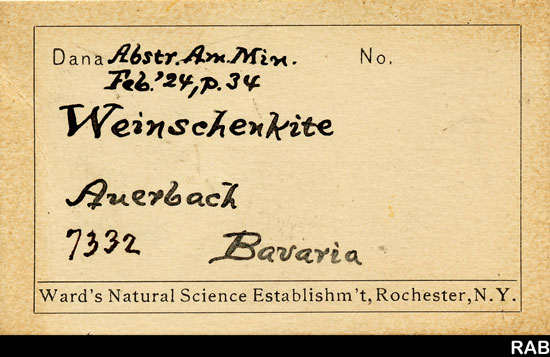 Dana Abstr. Am. Min. No.
Feb. '24, p. 34
Weinschenkite
Auerbach
7332 Bavaria
Ward's Natural Science Establishm't, Rochester, N.Y.
RAB